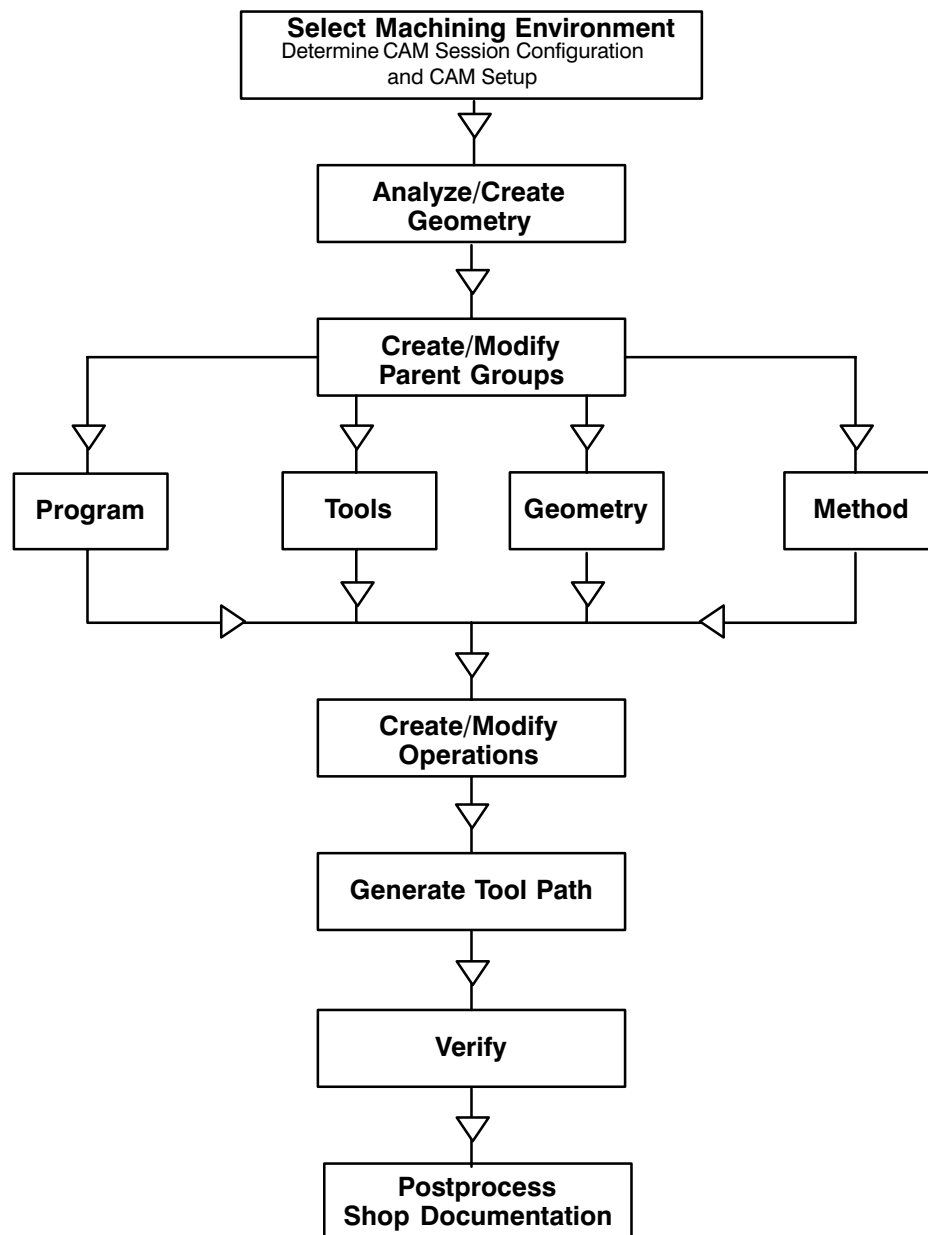 Select Machining Environment
Determine CAM Session Configuration
and CAM Setup
Analyze/Create
Geometry
Create/Modify
Parent Groups
Program
Tools
Geometry
Method
Create/Modify
Operations
Generate Tool Path
Verify
Postprocess
Shop Documentation